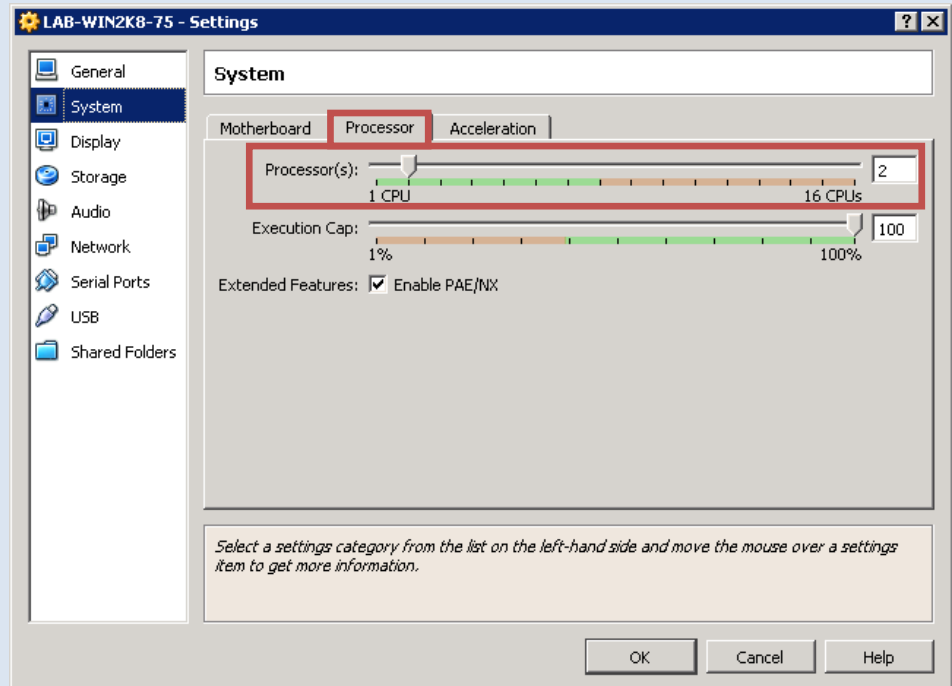 LAB-WIN2K8-75 - Settings
General
System
Display
Storage
Audio
Network
Serial Ports
USB
Shared Folders
System
Motherboard Processor Acceleration
Processor(s): 2
1 CPU 16 CPUs
Execution Cap: 100
1% 100%
Extended Features: Enable PAE/NX
Select a settings category from the list on the left-hand side and move the mouse over a settings
item to get more information.
OK Cancel Help